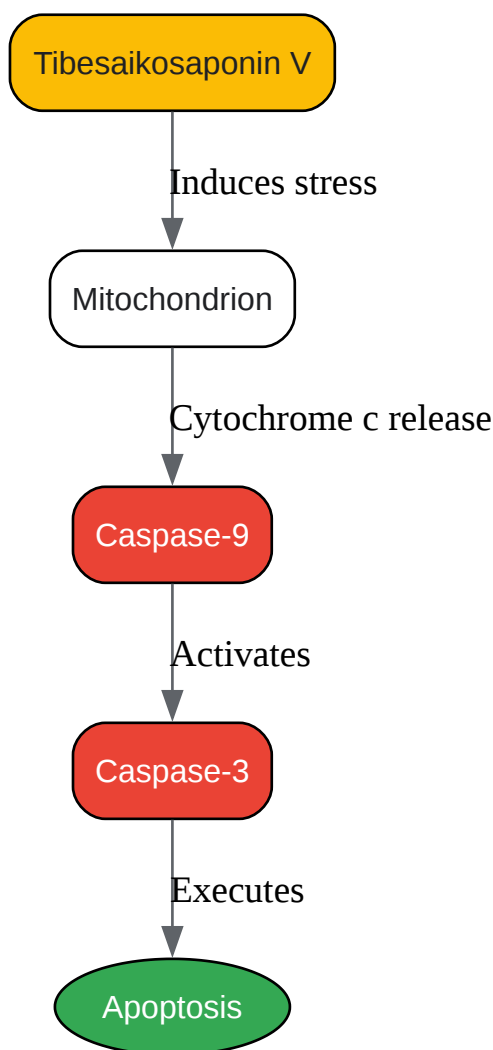 Tibesaikosaponin V
Induces stress
Mitochondrion
Cytochrome c release
Caspase-9
Activates
Caspase-3
Executes
Apoptosis